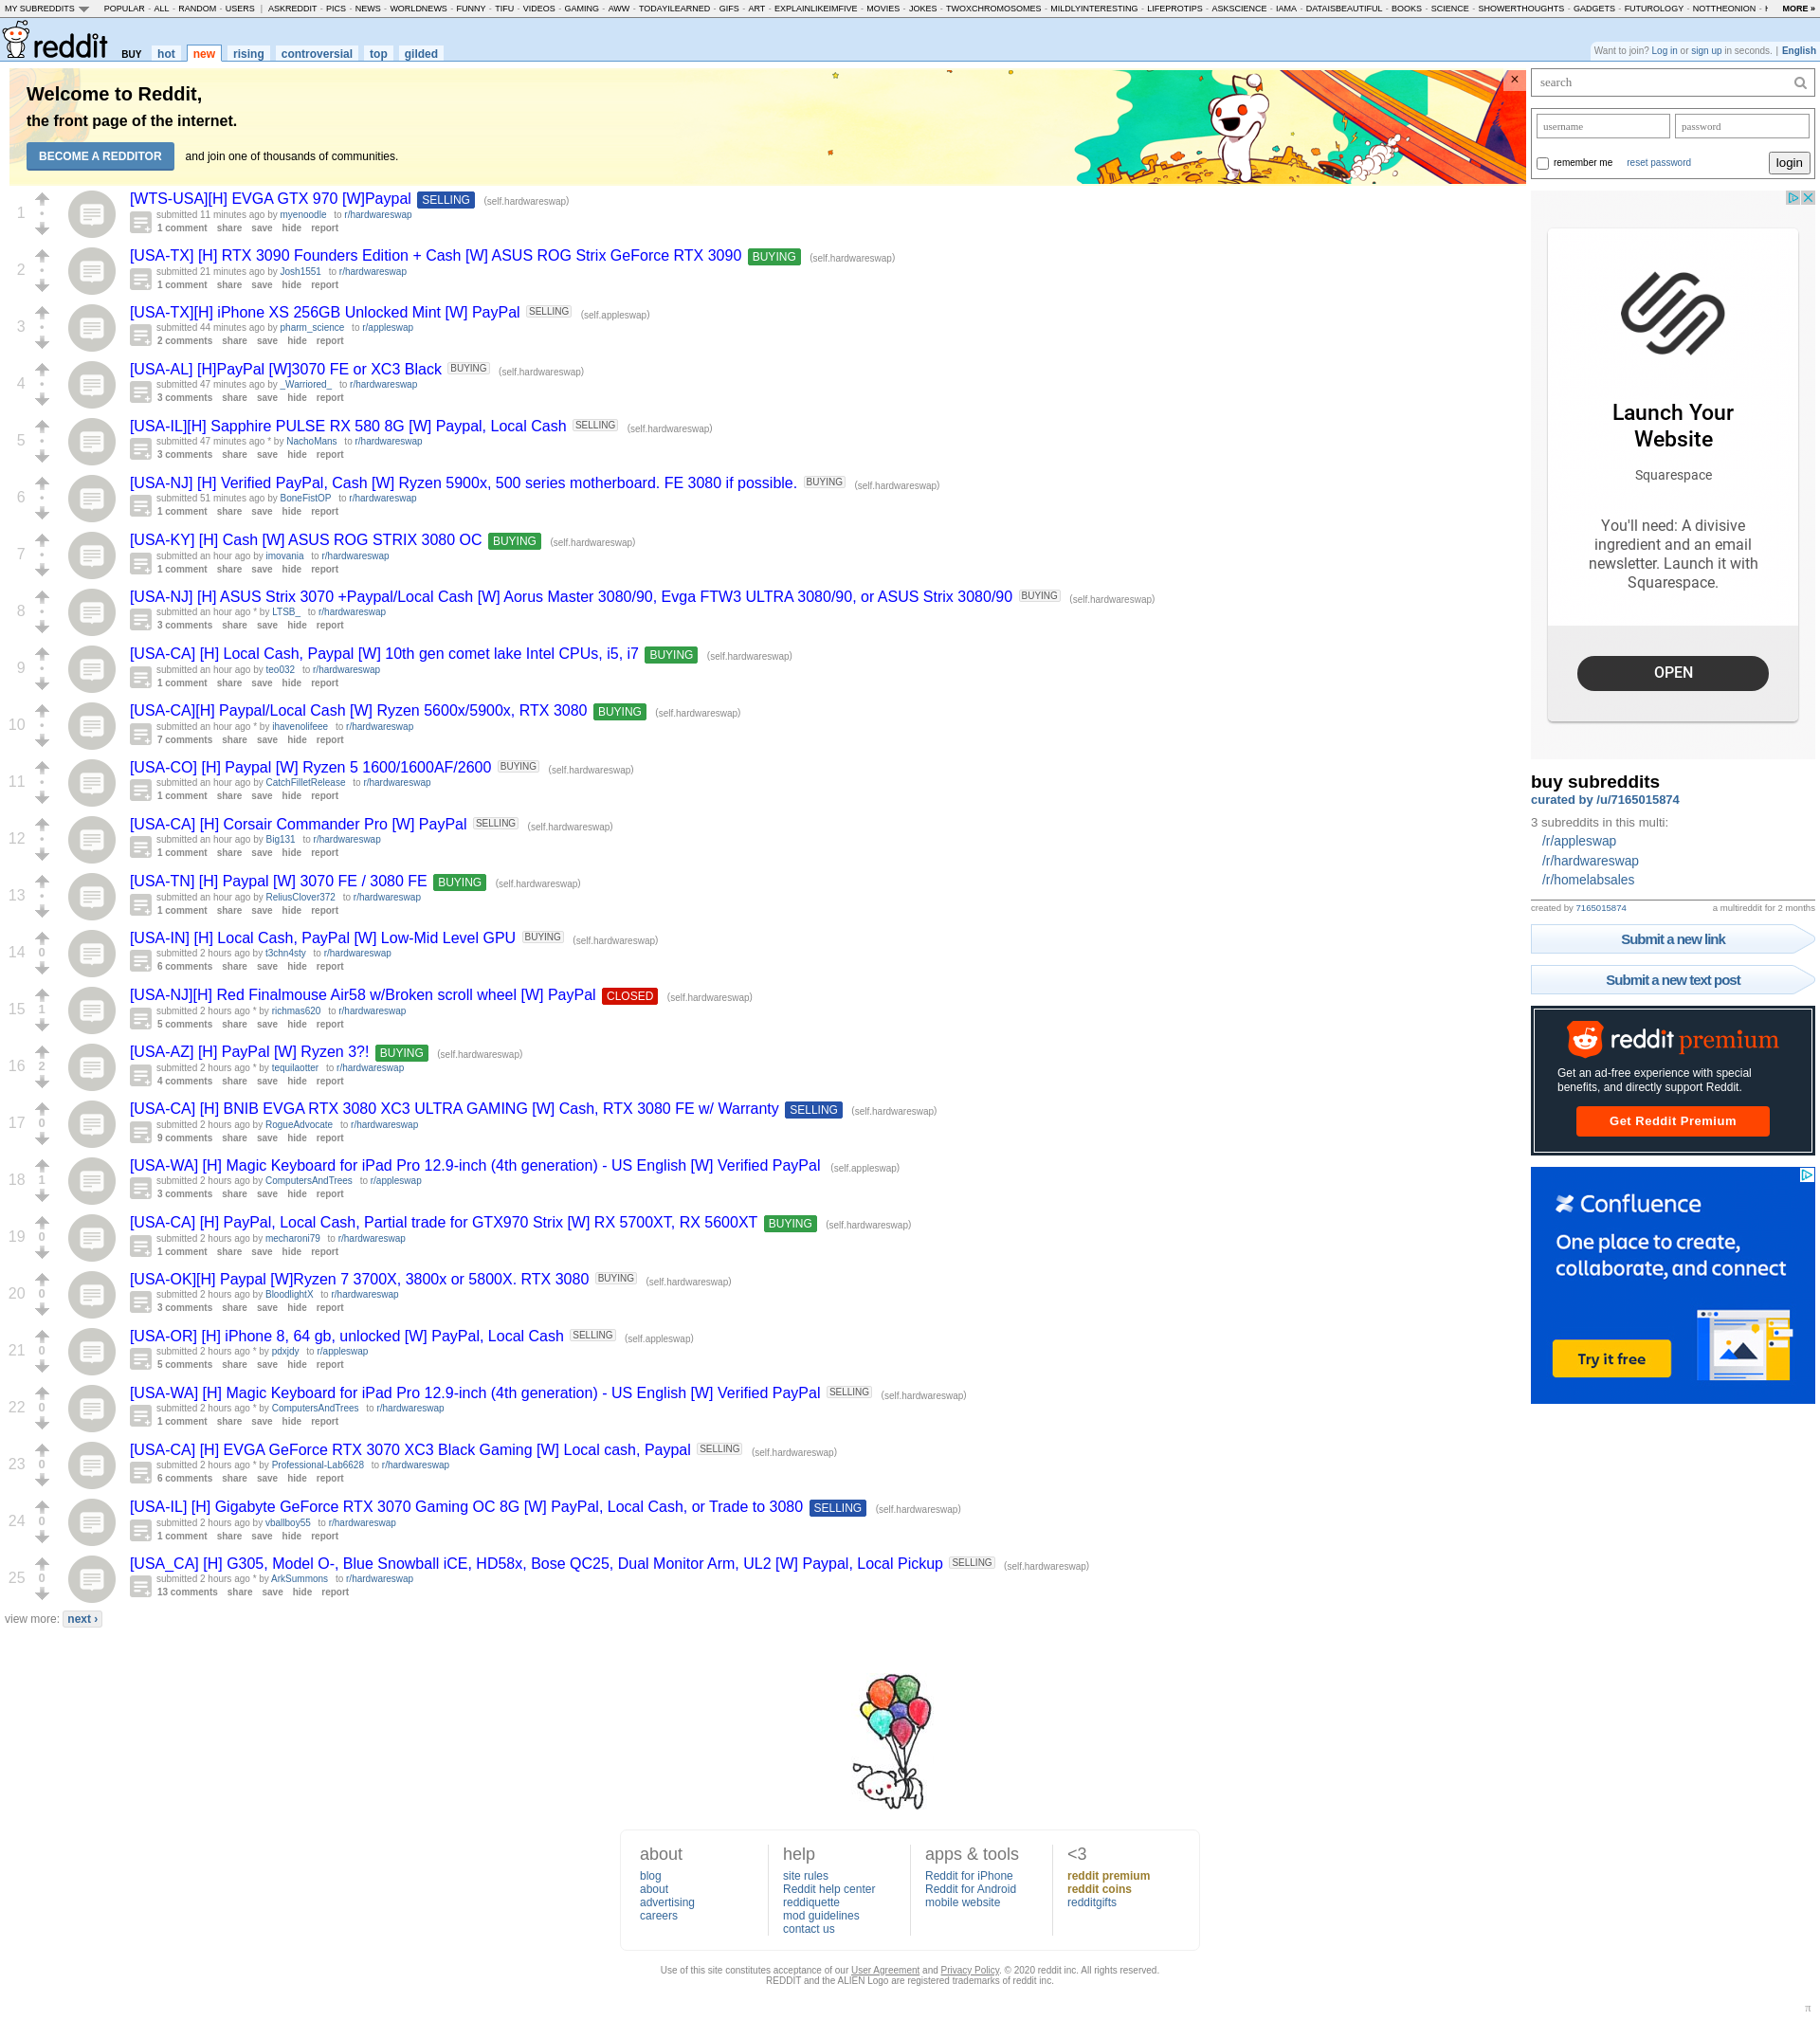 MY SUBREDDITS POPULAR - ALL - RANDOM - USERS | ASKREDDIT - PICS - NEWS - WORLDNEWS - FUNNY - TIFU - VIDEOS - GAMING - AWW - TODAYILEARNED - GIFS - ART - EXPLAINLIKEIMFIVE - MOVIES - JOKES - TWOXCHROMOSOMES - MILDLYINTERESTING - LIFEPROTIPS - ASKSCIENCE - IAMA - DATAISBEAUTIFUL - BOOKS - SCIENCE - SHOWERTHOUGHTS - GADGETS - FUTUROLOGY - NOTTHEONION - MORE »
reddit BUY hot new rising controversial top gilded
Want to join? Log in or sign up in seconds. | English
Welcome to Reddit,
the front page of the internet.
BECOME A REDDITOR and join one of thousands of communities.
×
1
[WTS-USA][H] EVGA GTX 970 [W]Paypal SELLING (self.hardwareswap)
submitted 11 minutes ago by myenoodle to r/hardwareswap
1 comment share save hide report
2
[USA-TX] [H] RTX 3090 Founders Edition + Cash [W] ASUS ROG Strix GeForce RTX 3090 BUYING (self.hardwareswap)
submitted 21 minutes ago by Josh1551 to r/hardwareswap
1 comment share save hide report
3
[USA-TX][H] iPhone XS 256GB Unlocked Mint [W] PayPal SELLING (self.appleswap)
submitted 44 minutes ago by pharm_science to r/appleswap
2 comments share save hide report
4
[USA-AL] [H]PayPal [W]3070 FE or XC3 Black BUYING (self.hardwareswap)
submitted 47 minutes ago by _Warriored_ to r/hardwareswap
3 comments share save hide report
5
[USA-IL][H] Sapphire PULSE RX 580 8G [W] Paypal, Local Cash SELLING (self.hardwareswap)
submitted 47 minutes ago * by NachoMans to r/hardwareswap
3 comments share save hide report
6
[USA-NJ] [H] Verified PayPal, Cash [W] Ryzen 5900x, 500 series motherboard. FE 3080 if possible. BUYING (self.hardwareswap)
submitted 51 minutes ago by BoneFistOP to r/hardwareswap
1 comment share save hide report
7
[USA-KY] [H] Cash [W] ASUS ROG STRIX 3080 OC BUYING (self.hardwareswap)
submitted an hour ago by imovania to r/hardwareswap
1 comment share save hide report
8
[USA-NJ] [H] ASUS Strix 3070 +Paypal/Local Cash [W] Aorus Master 3080/90, Evga FTW3 ULTRA 3080/90, or ASUS Strix 3080/90 BUYING (self.hardwareswap)
submitted an hour ago * by LTSB_ to r/hardwareswap
3 comments share save hide report
9
[USA-CA] [H] Local Cash, Paypal [W] 10th gen comet lake Intel CPUs, i5, i7 BUYING (self.hardwareswap)
submitted an hour ago by teo032 to r/hardwareswap
1 comment share save hide report
10
[USA-CA][H] Paypal/Local Cash [W] Ryzen 5600x/5900x, RTX 3080 BUYING (self.hardwareswap)
submitted an hour ago * by ihavenolifeee to r/hardwareswap
7 comments share save hide report
11
[USA-CO] [H] Paypal [W] Ryzen 5 1600/1600AF/2600 BUYING (self.hardwareswap)
submitted an hour ago by CatchFilletRelease to r/hardwareswap
1 comment share save hide report
12
[USA-CA] [H] Corsair Commander Pro [W] PayPal SELLING (self.hardwareswap)
submitted an hour ago by Big131 to r/hardwareswap
1 comment share save hide report
13
[USA-TN] [H] Paypal [W] 3070 FE / 3080 FE BUYING (self.hardwareswap)
submitted an hour ago by ReliusClover372 to r/hardwareswap
1 comment share save hide report
14 0
[USA-IN] [H] Local Cash, PayPal [W] Low-Mid Level GPU BUYING (self.hardwareswap)
submitted 2 hours ago by t3chn4sty to r/hardwareswap
6 comments share save hide report
15 1
[USA-NJ][H] Red Finalmouse Air58 w/Broken scroll wheel [W] PayPal CLOSED (self.hardwareswap)
submitted 2 hours ago * by richmas620 to r/hardwareswap
5 comments share save hide report
16 2
[USA-AZ] [H] PayPal [W] Ryzen 3?! BUYING (self.hardwareswap)
submitted 2 hours ago * by tequilaotter to r/hardwareswap
4 comments share save hide report
17 0
[USA-CA] [H] BNIB EVGA RTX 3080 XC3 ULTRA GAMING [W] Cash, RTX 3080 FE w/ Warranty SELLING (self.hardwareswap)
submitted 2 hours ago by RogueAdvocate to r/hardwareswap
9 comments share save hide report
18 1
[USA-WA] [H] Magic Keyboard for iPad Pro 12.9-inch (4th generation) - US English [W] Verified PayPal (self.appleswap)
submitted 2 hours ago by ComputersAndTrees to r/appleswap
3 comments share save hide report
19 0
[USA-CA] [H] PayPal, Local Cash, Partial trade for GTX970 Strix [W] RX 5700XT, RX 5600XT BUYING (self.hardwareswap)
submitted 2 hours ago by mecharoni79 to r/hardwareswap
1 comment share save hide report
20 0
[USA-OK][H] Paypal [W]Ryzen 7 3700X, 3800x or 5800X. RTX 3080 BUYING (self.hardwareswap)
submitted 2 hours ago by BloodlightX to r/hardwareswap
3 comments share save hide report
21 0
[USA-OR] [H] iPhone 8, 64 gb, unlocked [W] PayPal, Local Cash SELLING (self.appleswap)
submitted 2 hours ago * by pdxjdy to r/appleswap
5 comments share save hide report
22 0
[USA-WA] [H] Magic Keyboard for iPad Pro 12.9-inch (4th generation) - US English [W] Verified PayPal SELLING (self.hardwareswap)
submitted 2 hours ago * by ComputersAndTrees to r/hardwareswap
1 comment share save hide report
23 0
[USA-CA] [H] EVGA GeForce RTX 3070 XC3 Black Gaming [W] Local cash, Paypal SELLING (self.hardwareswap)
submitted 2 hours ago * by Professional-Lab6628 to r/hardwareswap
6 comments share save hide report
24 0
[USA-IL] [H] Gigabyte GeForce RTX 3070 Gaming OC 8G [W] PayPal, Local Cash, or Trade to 3080 SELLING (self.hardwareswap)
submitted 2 hours ago by vballboy55 to r/hardwareswap
1 comment share save hide report
25 0
[USA_CA] [H] G305, Model O-, Blue Snowball iCE, HD58x, Bose QC25, Dual Monitor Arm, UL2 [W] Paypal, Local Pickup SELLING (self.hardwareswap)
submitted 2 hours ago * by ArkSummons to r/hardwareswap
13 comments share save hide report
view more: next ›
search
username password
remember me reset password login
Launch Your
Website
Squarespace
You'll need: A divisive
ingredient and an email
newsletter. Launch it with
Squarespace.
OPEN
buy subreddits
curated by /u/7165015874
3 subreddits in this multi:
/r/appleswap
/r/hardwareswap
/r/homelabsales
created by 7165015874 a multireddit for 2 months
Submit a new link
Submit a new text post
reddit premium
Get an ad-free experience with special
benefits, and directly support Reddit.
Get Reddit Premium
Confluence
One place to create,
collaborate, and connect
Try it free
about
blog
about
advertising
careers
help
site rules
Reddit help center
reddiquette
mod guidelines
contact us
apps & tools
Reddit for iPhone
Reddit for Android
mobile website
<3
reddit premium
reddit coins
redditgifts
Use of this site constitutes acceptance of our User Agreement and Privacy Policy. © 2020 reddit inc. All rights reserved.
REDDIT and the ALIEN Logo are registered trademarks of reddit inc.
π